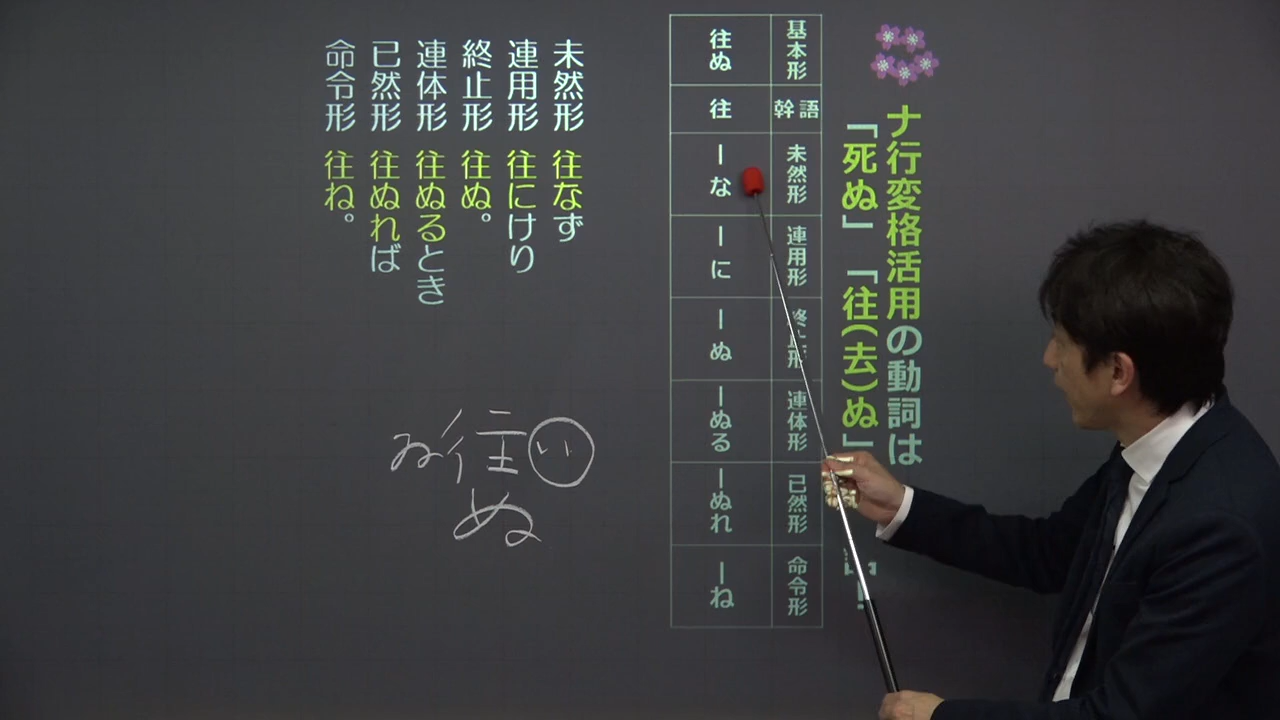 ナ行変格活用の動詞は
「死ぬ」「往(去)ぬ」
基本形 語幹 未然形 連用形 終止形 連体形 已然形 命令形
往ぬ 往 ーな ーに ーぬ ーぬる ーぬれ ーね
未然形 往なず
連用形 往にけり
終止形 往ぬ。
連体形 往ぬるとき
已然形 往ぬれば
命令形 往ね。
い
往ぬ